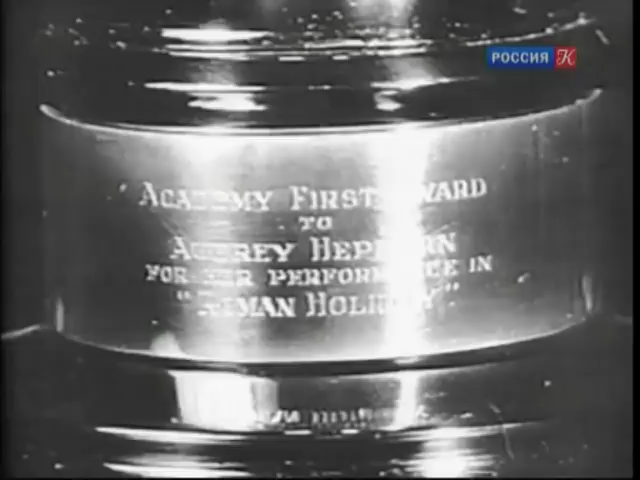 РОССИЯ К
ACADEMY FIRST AWARD
TO
AUDREY HEPBURN
FOR HER PERFORMANCE IN
"ROMAN HOLIDAY"